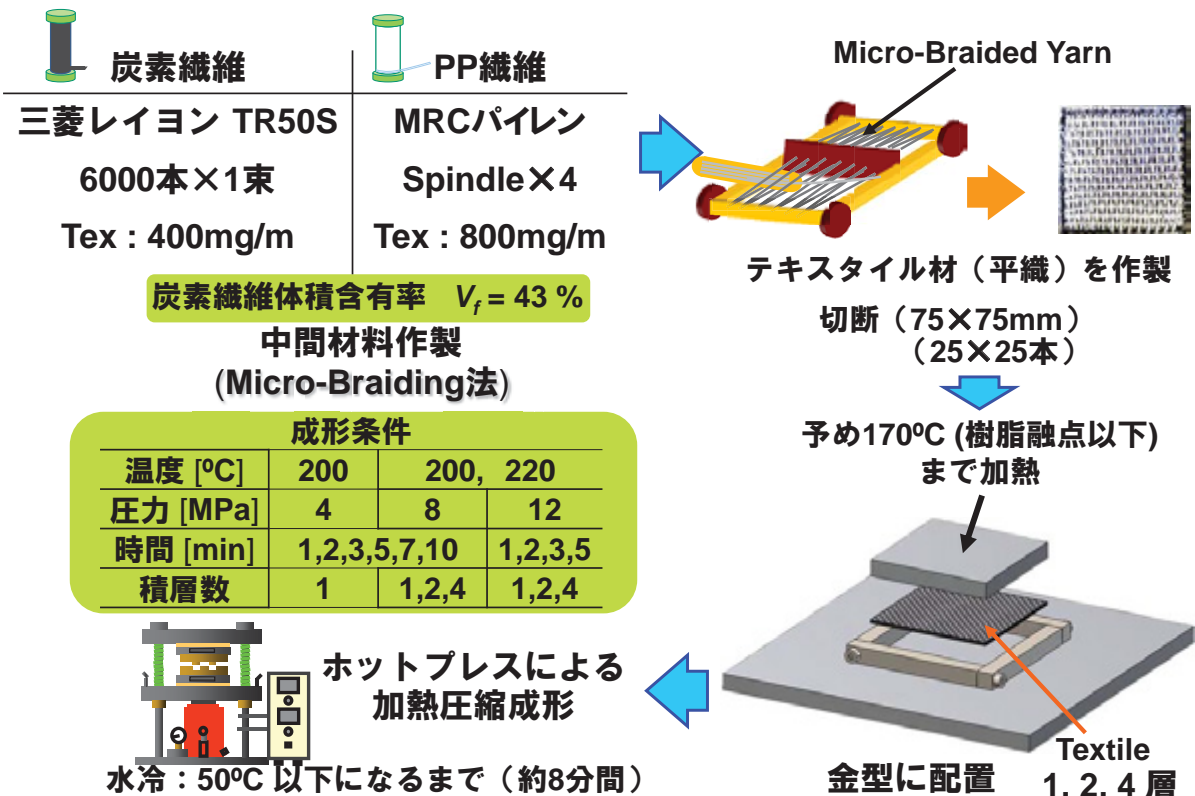 炭素繊維
PP繊維
三菱レイヨン TR50S
MRCパイレン
6000本×1束
Spindle×4
Tex : 400mg/m
Tex : 800mg/m
炭素繊維体積含有率 Vf = 43 %
中間材料作製
(Micro-Braiding法)
Micro-Braided Yarn
テキスタイル材（平織）を作製
切断（75×75mm）
（25×25本）
予め170ºC (樹脂融点以下)
まで加熱
成形条件
温度 [ºC] 200 200, 220
圧力 [MPa] 4 8 12
時間 [min] 1,2,3,5,7,10 1,2,3,5
積層数 1 1,2,4 1,2,4
Textile
1, 2, 4 層
金型に配置
ホットプレスによる
加熱圧縮成形
水冷：50ºC 以下になるまで（約8分間）